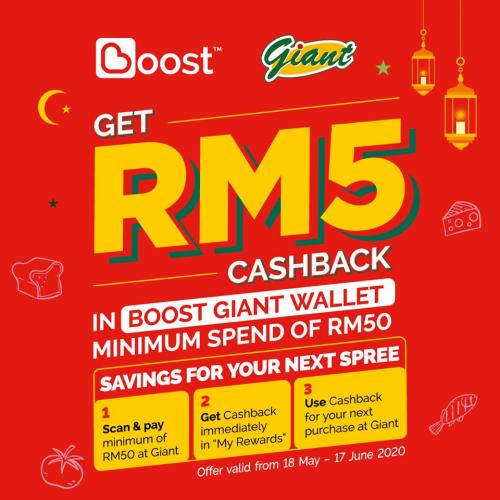 Boost™
Giant
GET
RM5
CASHBACK
IN BOOST GIANT WALLET
MINIMUM SPEND OF RM50
SAVINGS FOR YOUR NEXT SPREE
1
Scan & pay
minimum of
RM50 at Giant
2
Get Cashback
immediately
in "My Rewards"
3
Use Cashback
for your next
purchase at Giant
Offer valid from 18 May – 17 June 2020